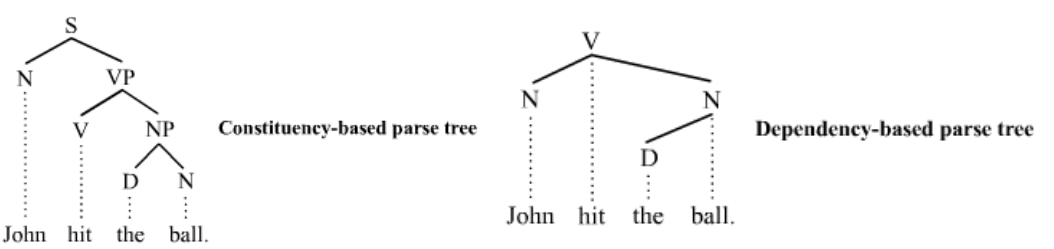 S
N VP
V NP
D N
John hit the ball.
Constituency-based parse tree
V
N N
D
John hit the ball.
Dependency-based parse tree